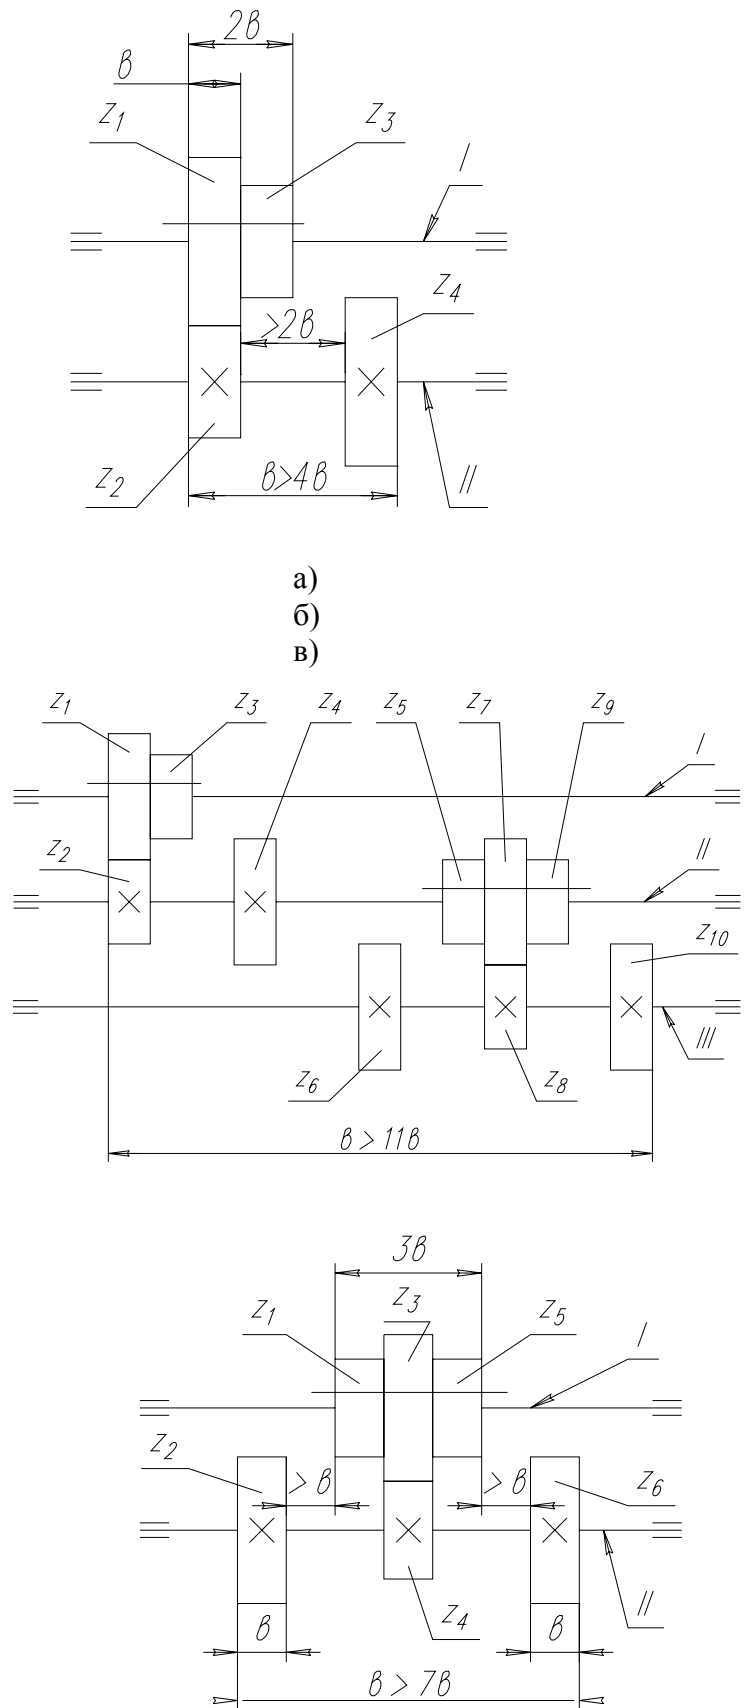 2в
в
z1
z3
I
z4
>2в
z2
в>4в
II
а)
б)
в)
z1
z3
z4
z5
z7
z9
I
z2
II
z10
z6
z8
III
в > 11в
3в
z1
z3
z5
I
z2
> в
> в
z6
z4
II
в
в
в > 7в